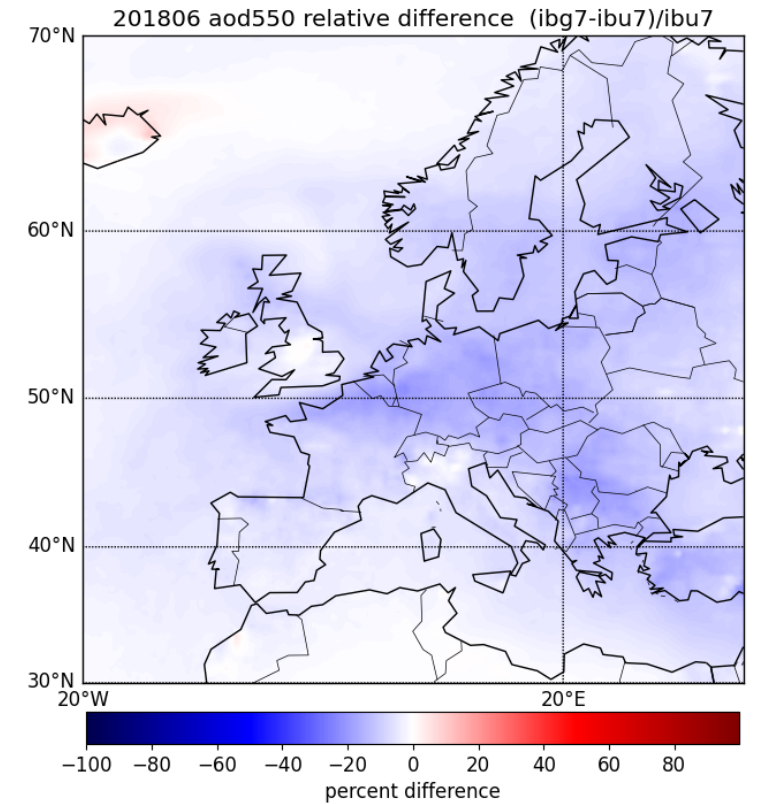 201806 aod550 relative difference  (ibg7-ibu7)/ibu7
70°N
60°N
50°N
40°N
30°N
20°W 20°E
−100 −80 −60 −40 −20 0 20 40 60 80
percent difference